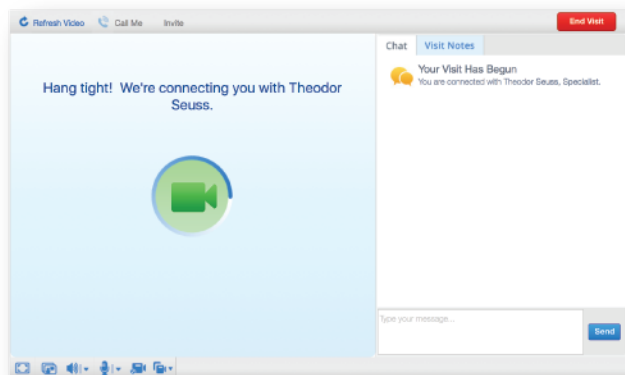 Refresh Video Call Me Invite End Visit
Chat Visit Notes
Hang tight! We're connecting you with Theodor
Seuss.
Your Visit Has Begun
You are connected with Theodor Seuss, Specialist.
Type your message...
Send